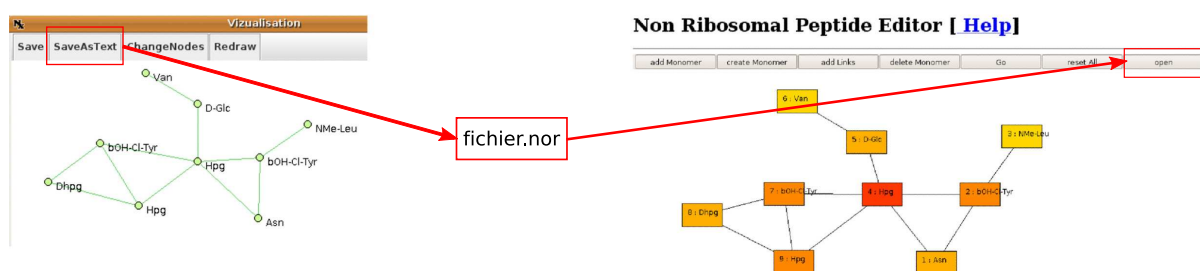 Vizualisation
Save SaveAsText ChangeNodes Redraw
Van
D-Glc
NMe-Leu
bOH-Cl-Tyr
Hpg
bOH-Cl-Tyr
Dhpg
Hpg
Asn
fichier.nor
Non Ribosomal Peptide Editor [ Help]
add Monomer create Monomer add Links delete Monomer Go reset All open
6 : Van
3 : NMe-Leu
5 : D-Glc
7 : bOH-Cl-Tyr
4 : Hpg
2 : bOH-Cl-Tyr
8 : Dhpg
9 : Hpg
1 : Asn